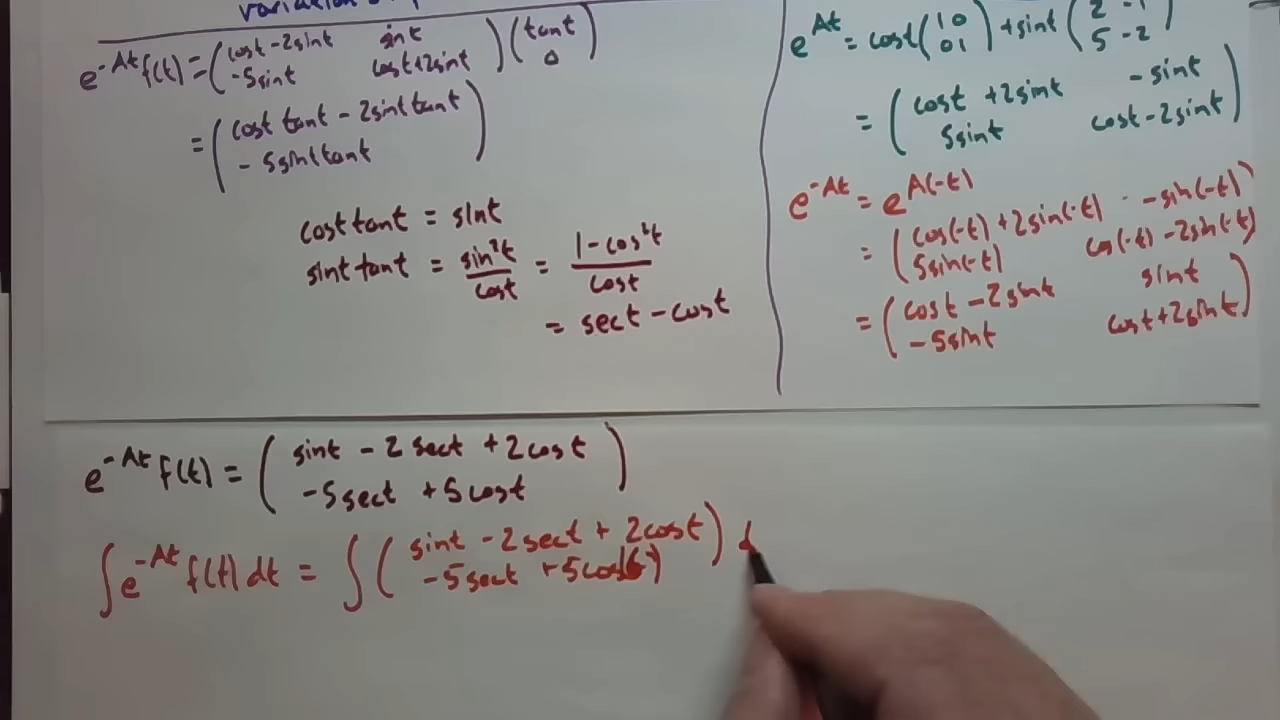 variation
e^{-At} f(t) = ( cost - 2sint   sint ) ( tant )
( -5sint   cost + 2sint ) ( 0 )
= ( cost tant - 2sint tant )
( -5sint tant )
cost tant = sint
sint tant = sin²t / cost = 1 - cos²t / cost
= sect - cost
e^{At} = cost ( 1 0 ) + sint ( 2 -1 )
( 0 1 ) ( 5 -2 )
= ( cost + 2sint   -sint )
( 5sint   cost - 2sint )
e^{-At} = e^{A(-t)}
= ( cos(-t) + 2sin(-t)   -sin(-t) )
( 5sin(-t)   cos(-t) - 2sin(-t) )
= ( cost - 2sint   sint )
( -5sint   cost + 2sint )
e^{-At} f(t) = ( sint - 2sect + 2cost )
( -5sect + 5cost )
∫ e^{-At} f(t) dt = ∫ ( sint - 2sect + 2cost ) d
( -5sect + 5cos(t) )